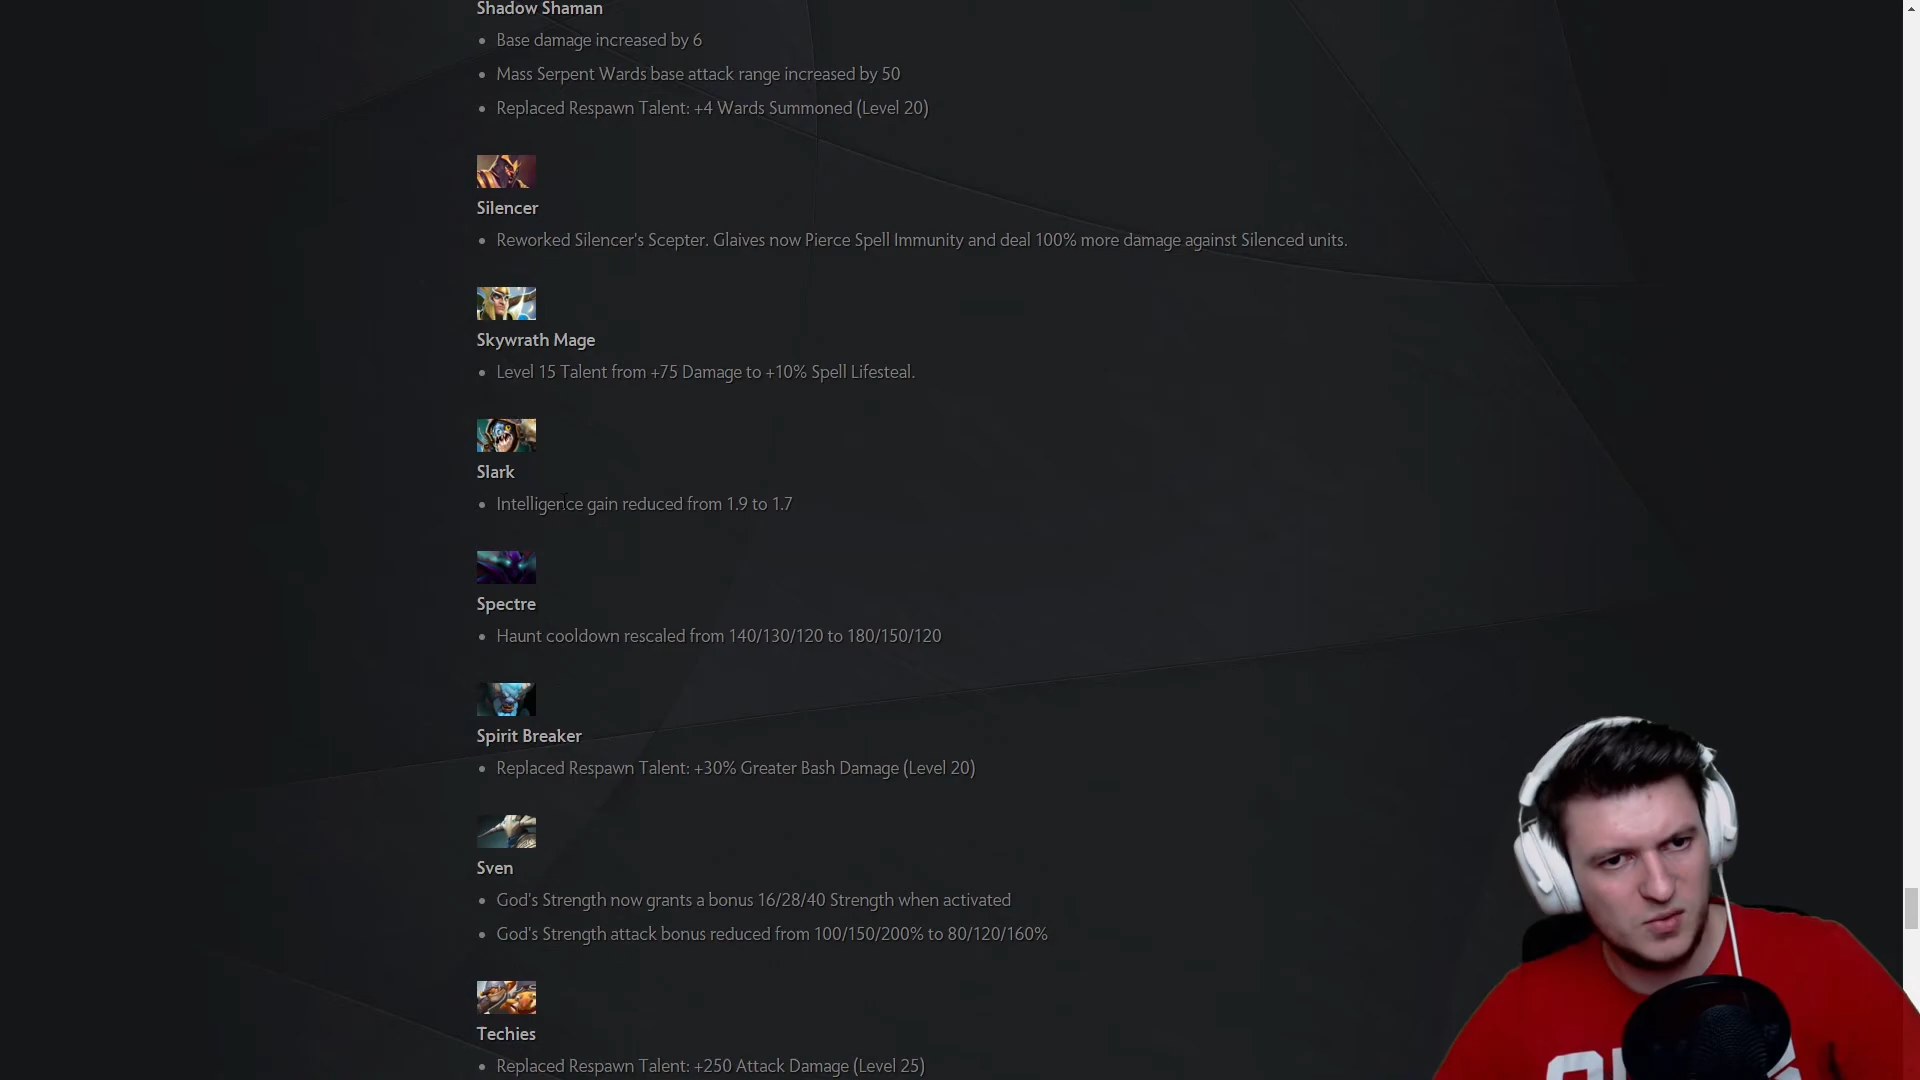 Shadow Shaman
Base damage increased by 6
Mass Serpent Wards base attack range increased by 50
Replaced Respawn Talent: +4 Wards Summoned (Level 20)
Silencer
Reworked Silencer's Scepter. Glaives now Pierce Spell Immunity and deal 100% more damage against Silenced units.
Skywrath Mage
Level 15 Talent from +75 Damage to +10% Spell Lifesteal.
Slark
Intelligence gain reduced from 1.9 to 1.7
Spectre
Haunt cooldown rescaled from 140/130/120 to 180/150/120
Spirit Breaker
Replaced Respawn Talent: +30% Greater Bash Damage (Level 20)
Sven
God's Strength now grants a bonus 16/28/40 Strength when activated
God's Strength attack bonus reduced from 100/150/200% to 80/120/160%
Techies
Replaced Respawn Talent: +250 Attack Damage (Level 25)